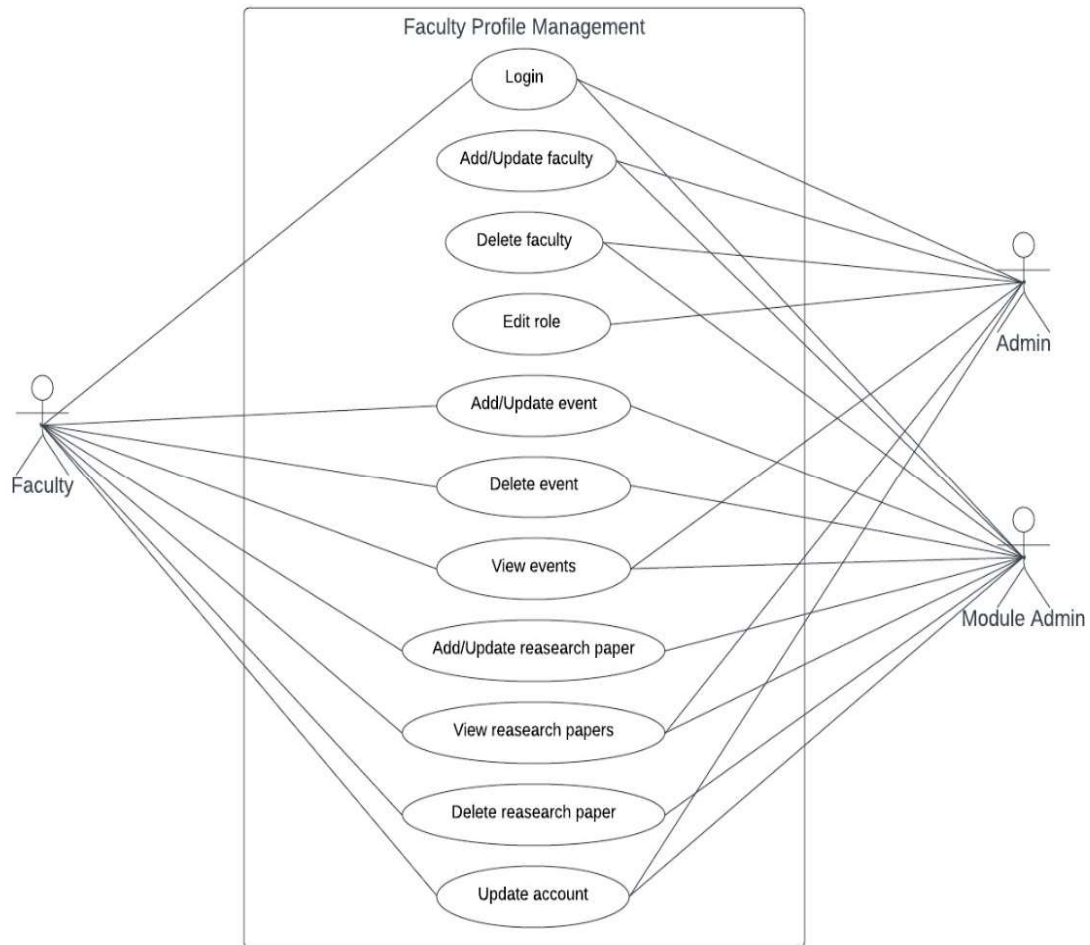 Faculty Profile Management
Login
Add/Update faculty
Delete faculty
Edit role
Admin
Add/Update event
Faculty
Delete event
View events
Module Admin
Add/Update reasearch paper
View reasearch papers
Delete reasearch paper
Update account